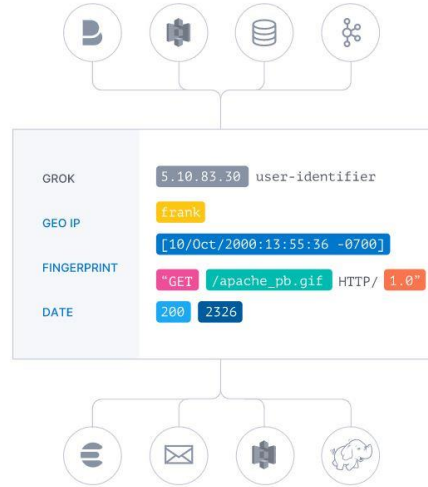 GROK
GEO IP
FINGERPRINT
DATE
5.10.83.30 user-identifier
frank
[10/Oct/2000:13:55:36 -0700]
“GET /apache_pb.gif HTTP/ 1.0”
200 2326